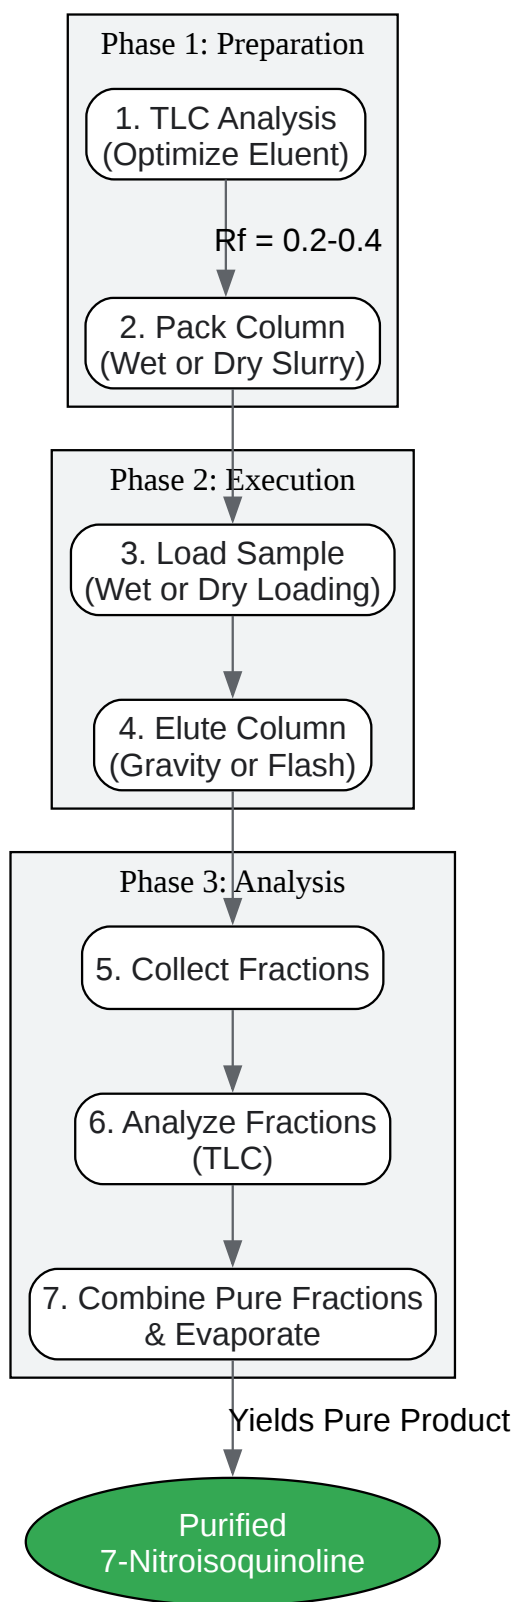 Phase 1: Preparation
1. TLC Analysis
(Optimize Eluent)
Rf = 0.2-0.4
2. Pack Column
(Wet or Dry Slurry)
Phase 2: Execution
3. Load Sample
(Wet or Dry Loading)
4. Elute Column
(Gravity or Flash)
Phase 3: Analysis
5. Collect Fractions
6. Analyze Fractions
(TLC)
7. Combine Pure Fractions
& Evaporate
Yields Pure Product
Purified
7-Nitroisoquinoline